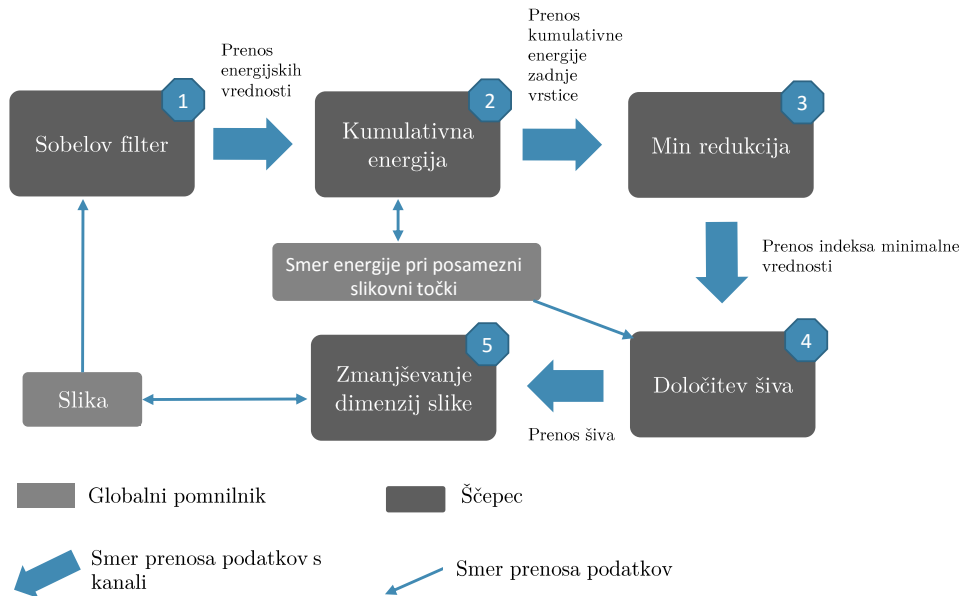 Prenos
energijskih
vrednosti
Prenos
kumulativne
energije
zadnje
vrstice
1
Sobelov filter
2
Kumulativna
energija
3
Min redukcija
Smer energije pri posamezni
slikovni točki
Prenos indeksa minimalne
vrednosti
4
Določitev šiva
Prenos šiva
5
Zmanjševanje
dimenzij slike
Slika
Globalni pomnilnik
Ščepec
Smer prenosa podatkov s
kanali
Smer prenosa podatkov